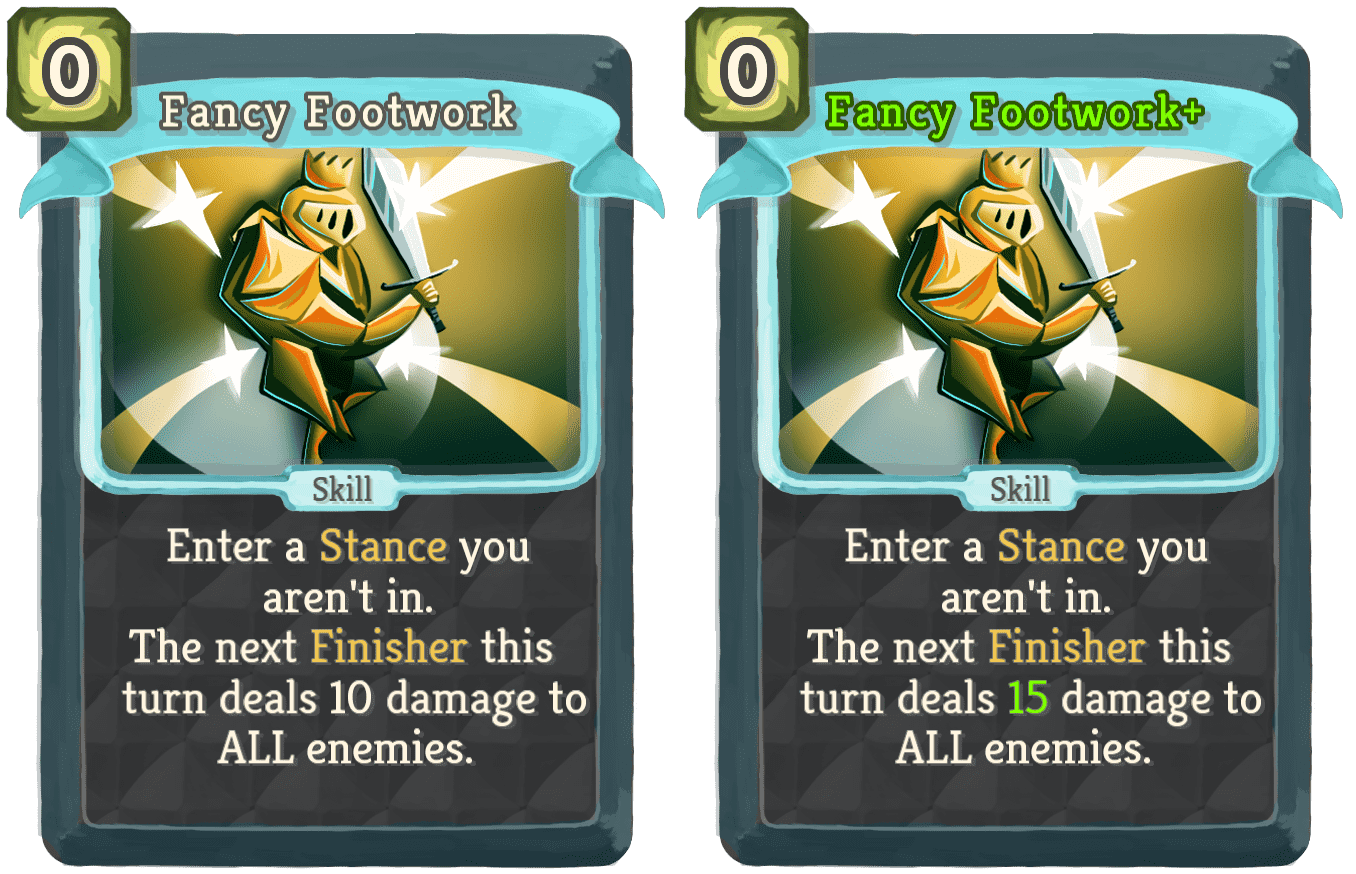 0
Fancy Footwork
Skill
Enter a Stance you
aren't in.
The next Finisher this
turn deals 10 damage to
ALL enemies.
0
Fancy Footwork+
Skill
Enter a Stance you
aren't in.
The next Finisher this
turn deals 15 damage to
ALL enemies.